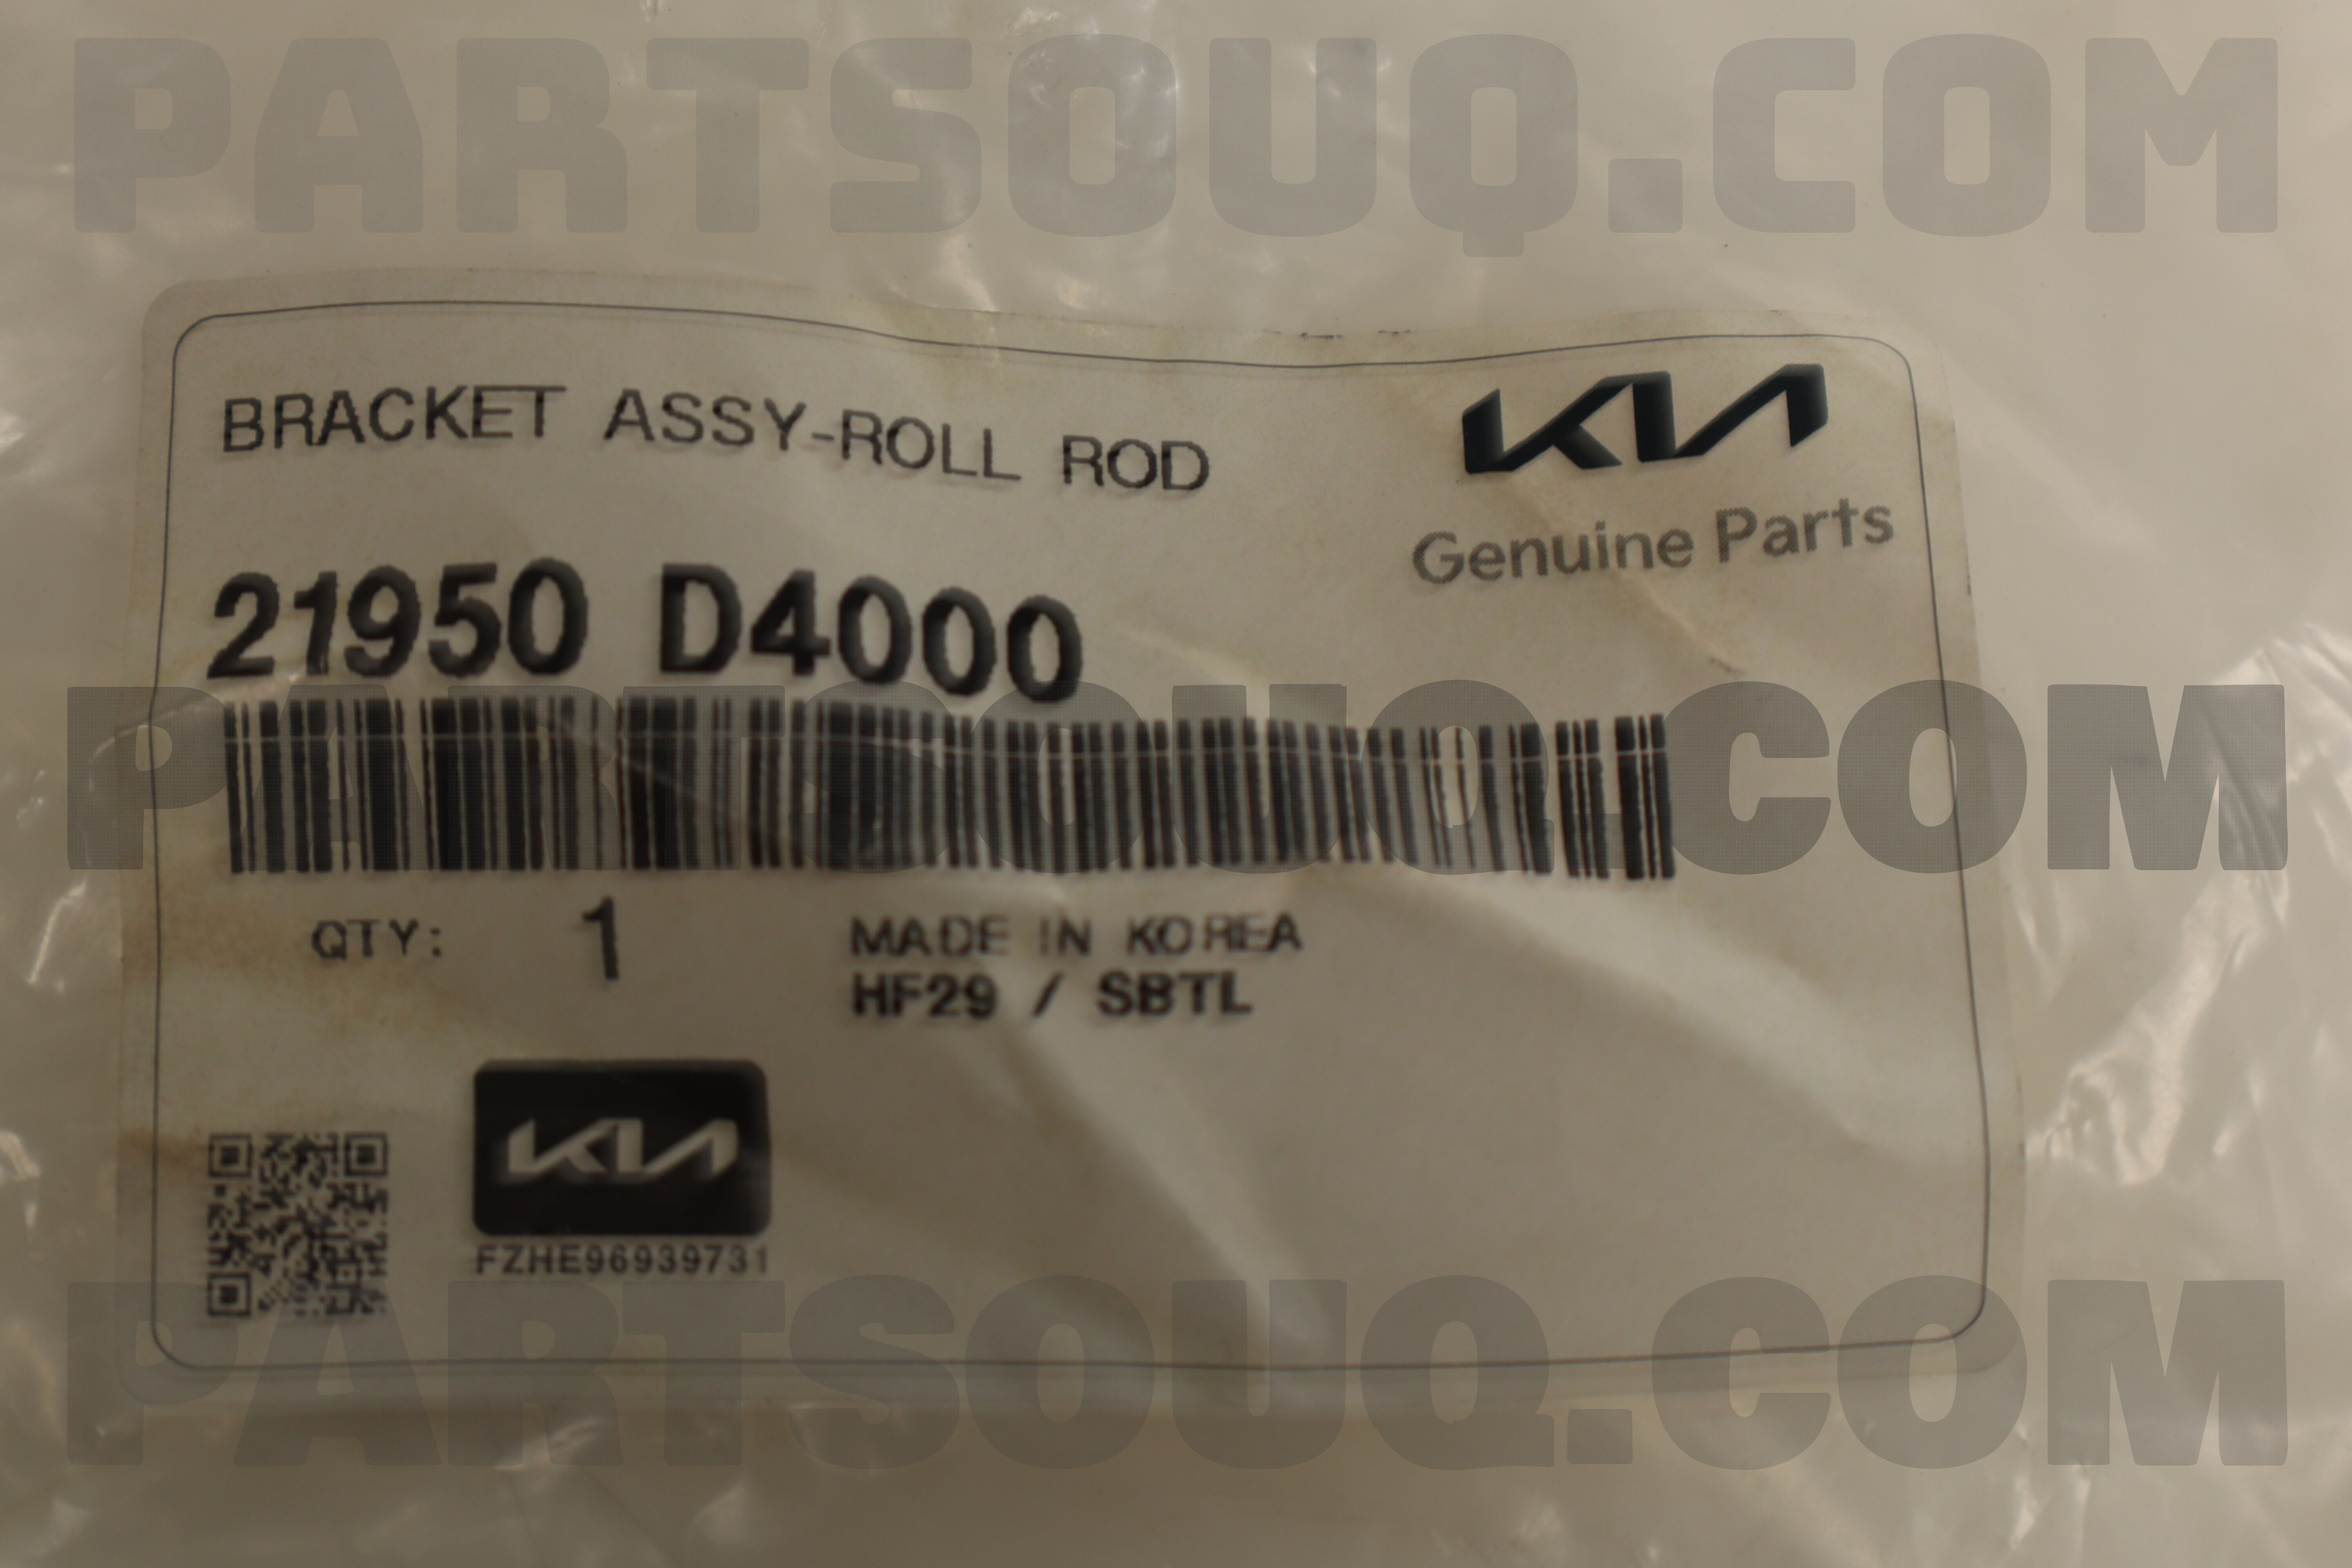 PARTSOUQ.COM
BRACKET ASSY-ROLL ROD
KIA
Genuine Parts
21950 D4000
PARTSOUQ.COM
QTY: 1
MADE IN KOREA
HF29 / SBTL
KIA
FZHE96939731
PARTSOUQ.COM